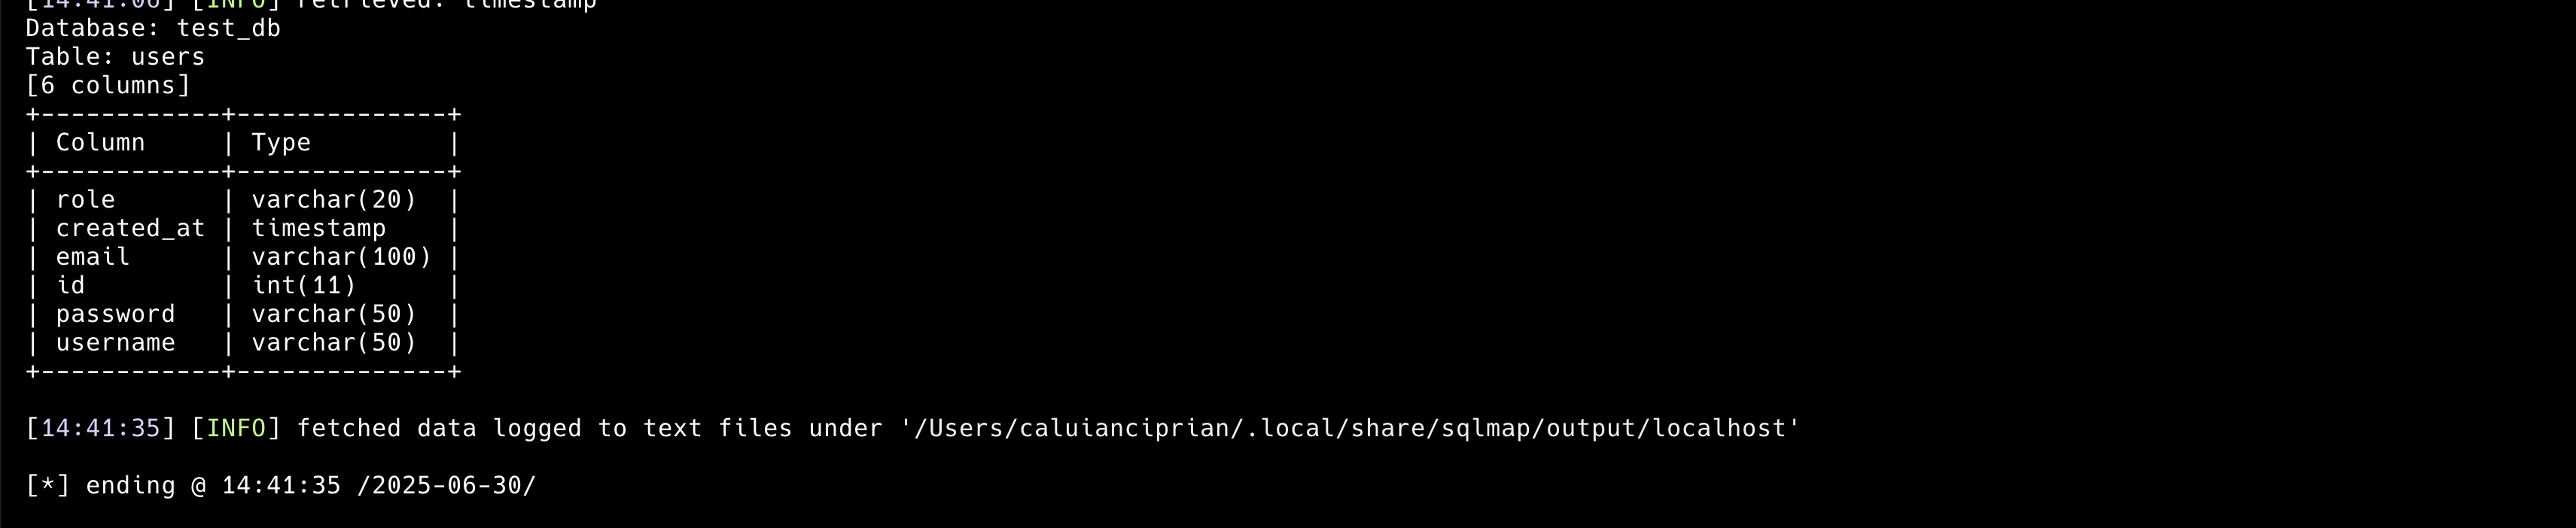 [14:41:06] [INFO] retrieved: timestamp
Database: test_db
Table: users
[6 columns]
+------------+--------------+
| Column     | Type         |
+------------+--------------+
| role       | varchar(20)  |
| created_at | timestamp    |
| email      | varchar(100) |
| id         | int(11)      |
| password   | varchar(50)  |
| username   | varchar(50)  |
+------------+--------------+
[14:41:35] [INFO] fetched data logged to text files under '/Users/caluianciprian/.local/share/sqlmap/output/localhost'
[*] ending @ 14:41:35 /2025-06-30/